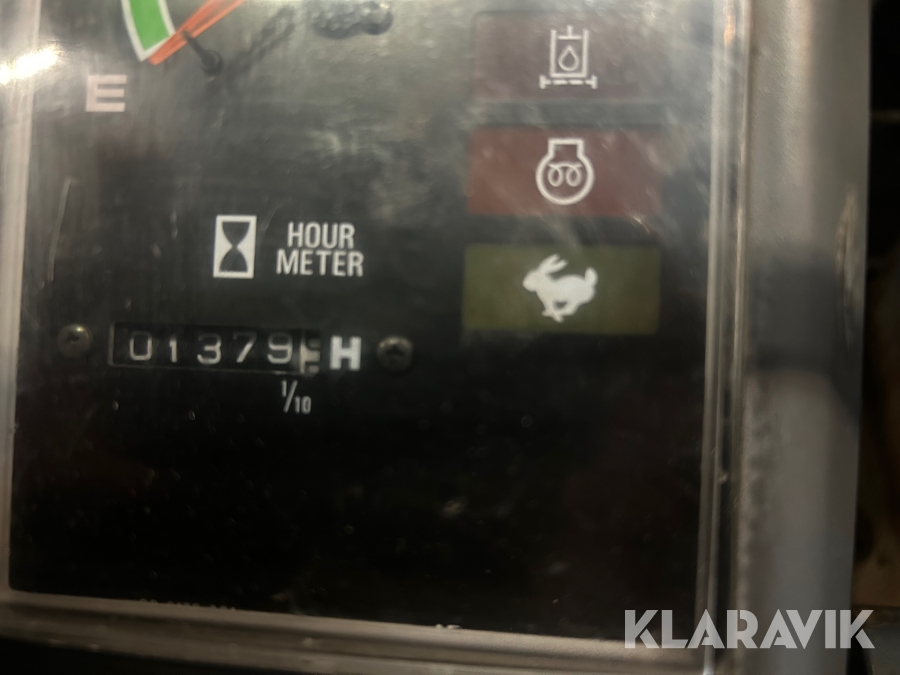 E
HOUR
METER
01379 H
1/10
KLARAVIK